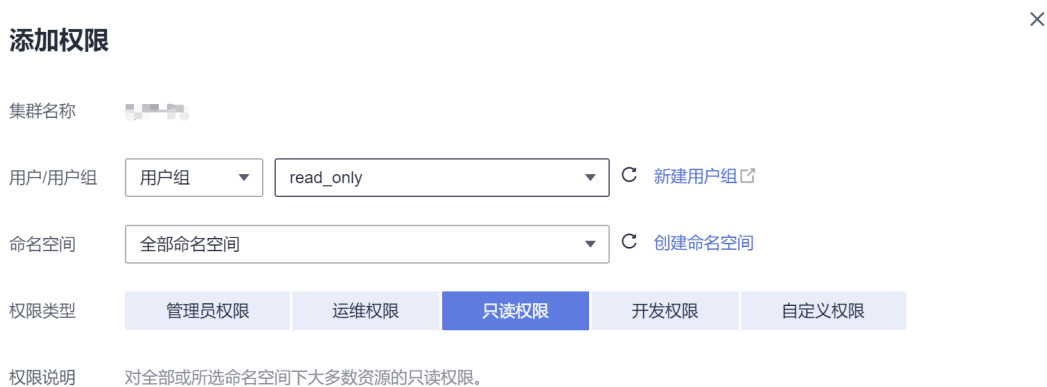 添加权限
集群名称
用户/用户组 用户组 read_only 新建用户组
命名空间 全部命名空间 创建命名空间
权限类型 管理员权限 运维权限 只读权限 开发权限 自定义权限
权限说明 对全部或所选命名空间下大多数资源的只读权限。